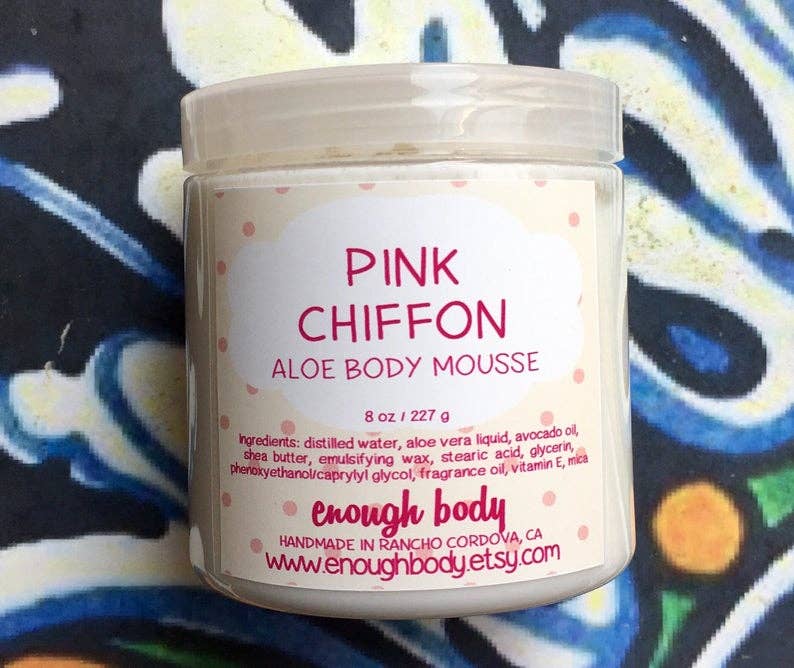 PINK
CHIFFON
ALOE BODY MOUSSE
8 oz / 227 g
Ingredients: distilled water, aloe vera liquid, avocado oil,
shea butter, emulsifying wax, stearic acid, glycerin,
phenoxyethanol/caprylyl glycol, fragrance oil, vitamin E, mica
enough body
HANDMADE IN RANCHO CORDOVA, CA
www.enoughbody.etsy.com